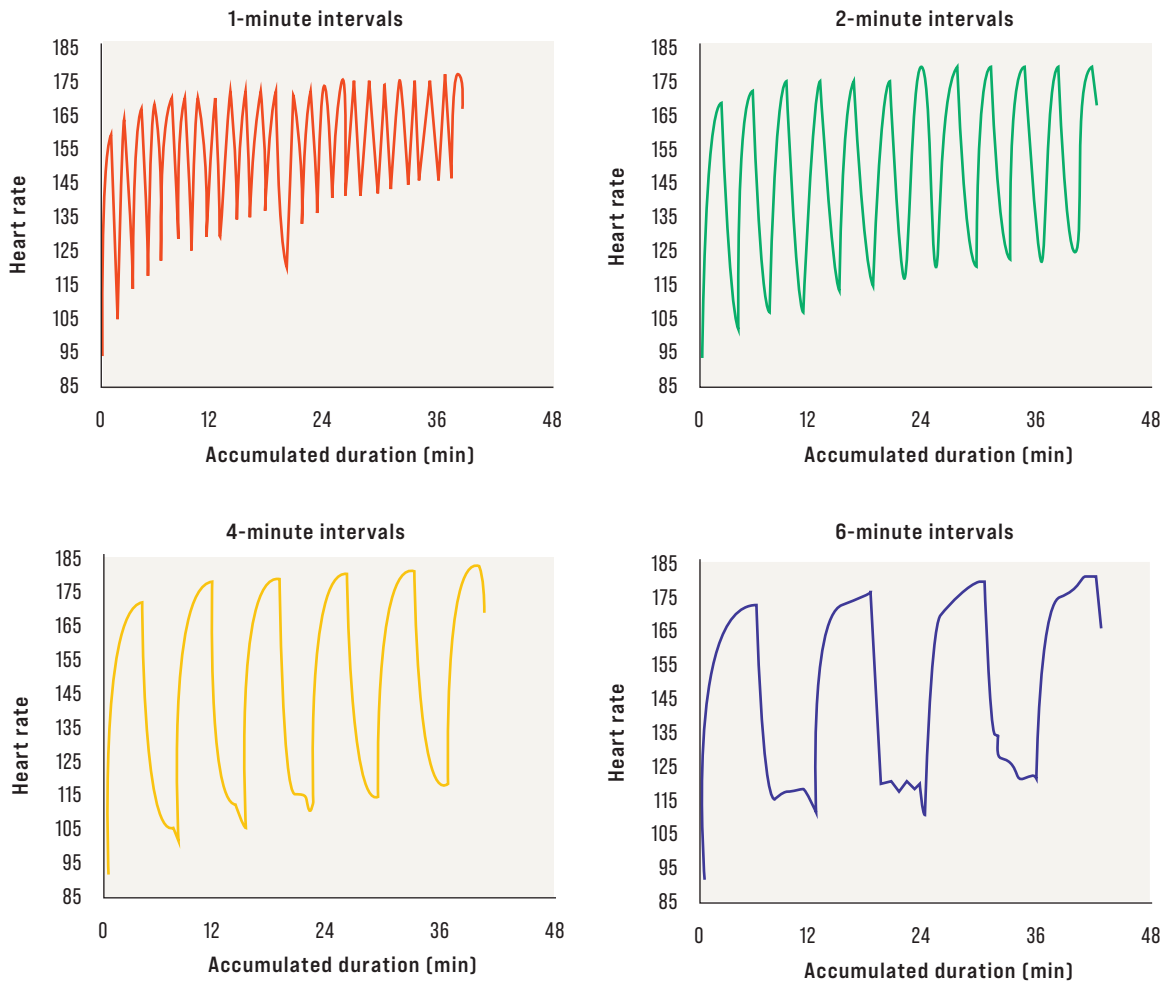 1-minute intervals
185
175
165
155
145
135
125
115
105
95
85
Heart rate
0 12 24 36 48
Accumulated duration (min)
2-minute intervals
185
175
165
155
145
135
125
115
105
95
85
Heart rate
0 12 24 36 48
Accumulated duration (min)
4-minute intervals
185
175
165
155
145
135
125
115
105
95
85
Heart rate
0 12 24 36 48
Accumulated duration (min)
6-minute intervals
185
175
165
155
145
135
125
115
105
95
85
Heart rate
0 12 24 36 48
Accumulated duration (min)